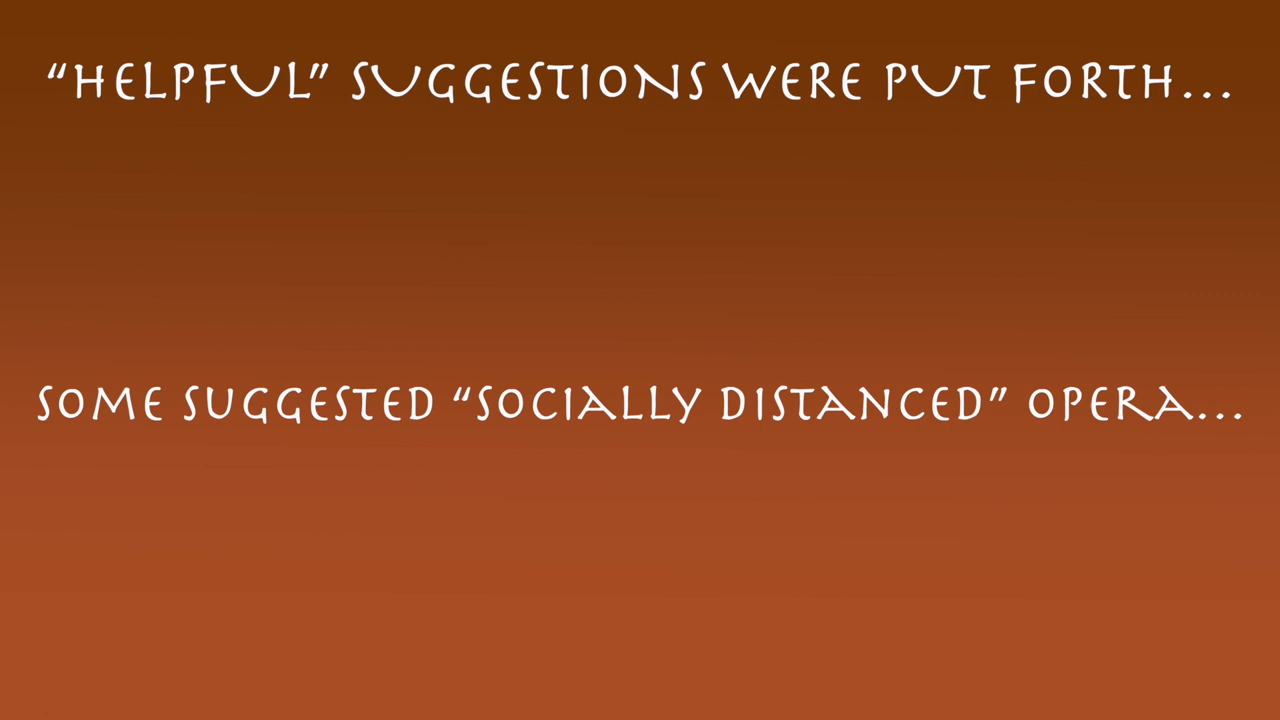 “HELPFUL” SUGGESTIONS WERE PUT FORTH...
SOME SUGGESTED “SOCIALLY DISTANCED” OPERA...